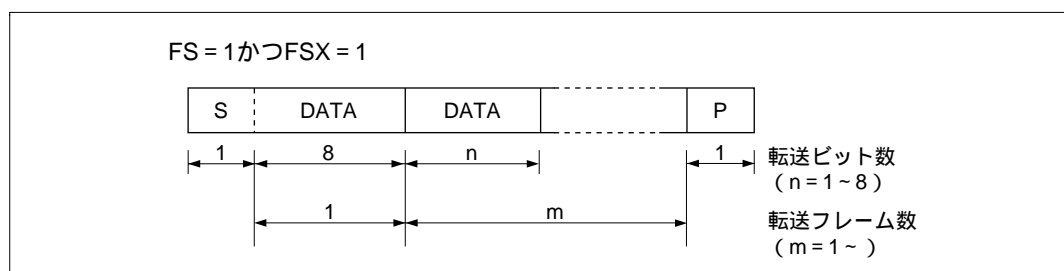 FS = 1かつFSX = 1
S DATA DATA P
1 8 n 1 転送ビット数
（n = 1 ~ 8）
1 m 転送フレーム数
（m = 1 ~ ）